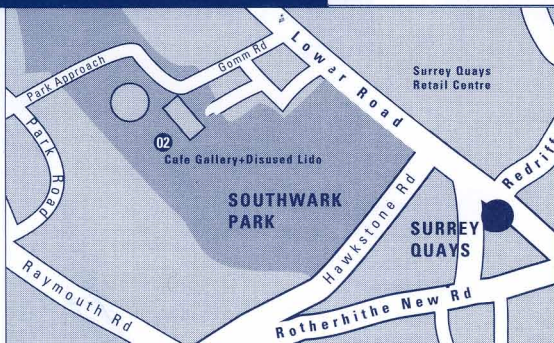 Gomm Rd
Lower Road
Park Approach
Surrey Quays
Retail Centre
Park Road
02
Cafe Gallery+Disused Lido
Redriff
SOUTHWARK
PARK
Hawkstone Rd
SURREY
QUAYS
Raymouth Rd
Rotherhithe New Rd